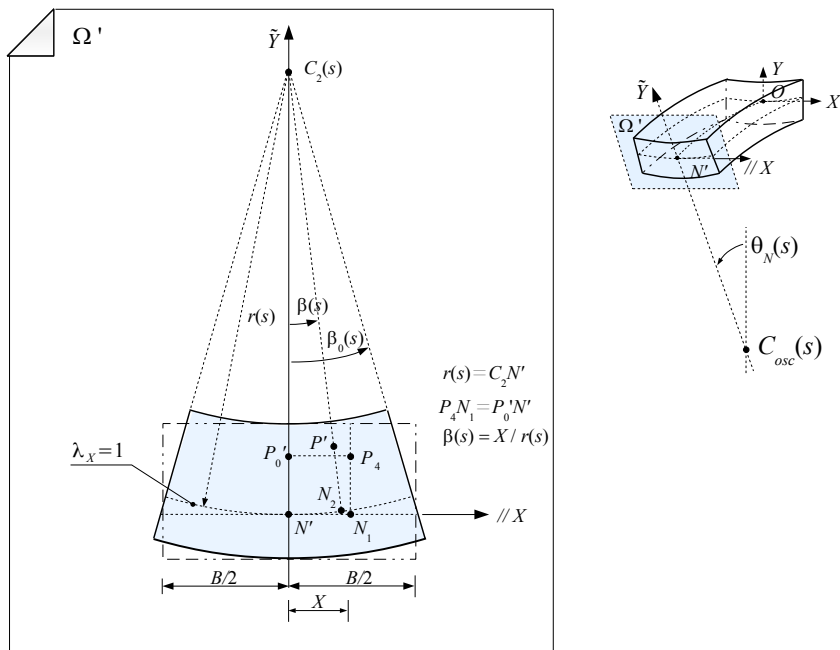 Ω'
Ỹ
C₂(s)
r(s)
β(s)
β₀(s)
r(s)=C₂N'
P₄N₁=P₀'N'
β(s)=X/r(s)
λ_X=1
P₀'
P'
P₄
N₂
N'
N₁
//X
B/2
B/2
X
Y
O
X
Ỹ
Ω'
N'
//X
θ_N(s)
C_osc(s)